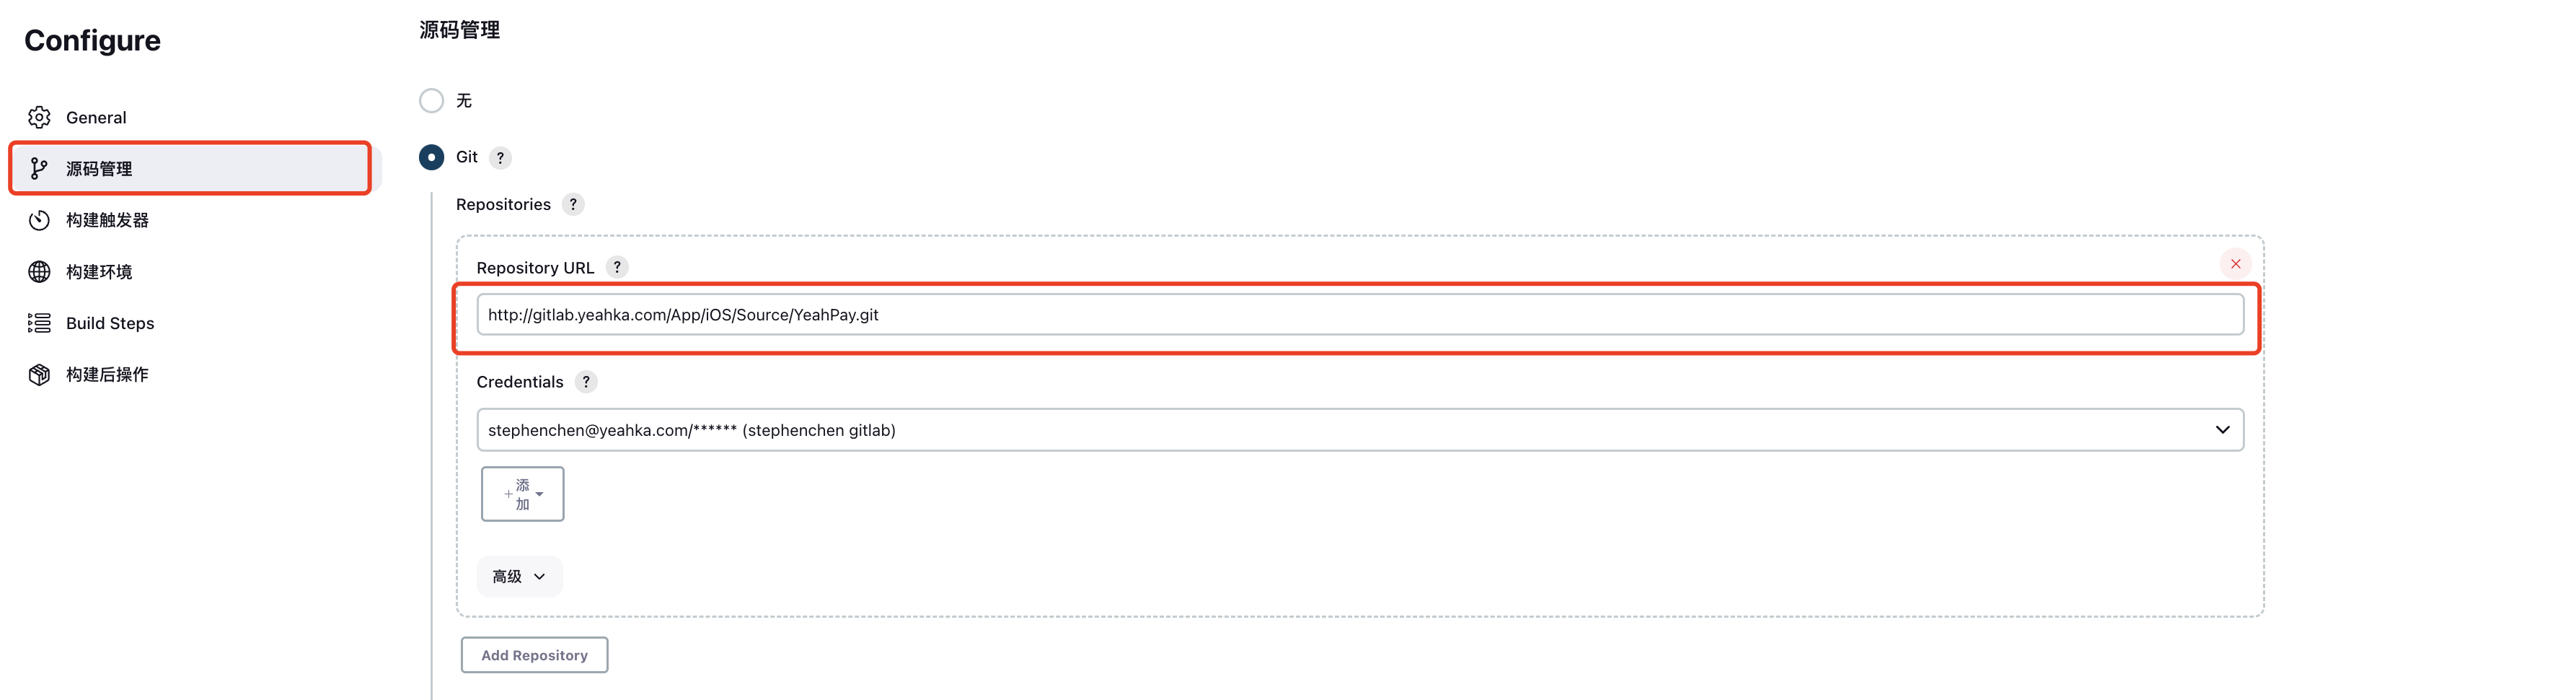 Configure
General
源码管理
构建触发器
构建环境
Build Steps
构建后操作
源码管理
无
Git ?
Repositories ?
Repository URL ?
http://gitlab.yeahka.com/App/iOS/Source/YeahPay.git
Credentials ?
stephenchen@yeahka.com/****** (stephenchen gitlab)
+ 添
加
高级
Add Repository